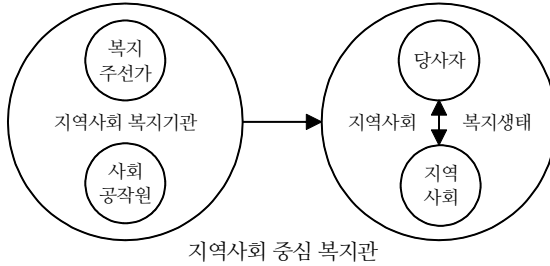 복지
주선가
지역사회 복지기관
사회
공작원
당사자
지역사회 복지생태
지역
사회
지역사회 중심 복지관